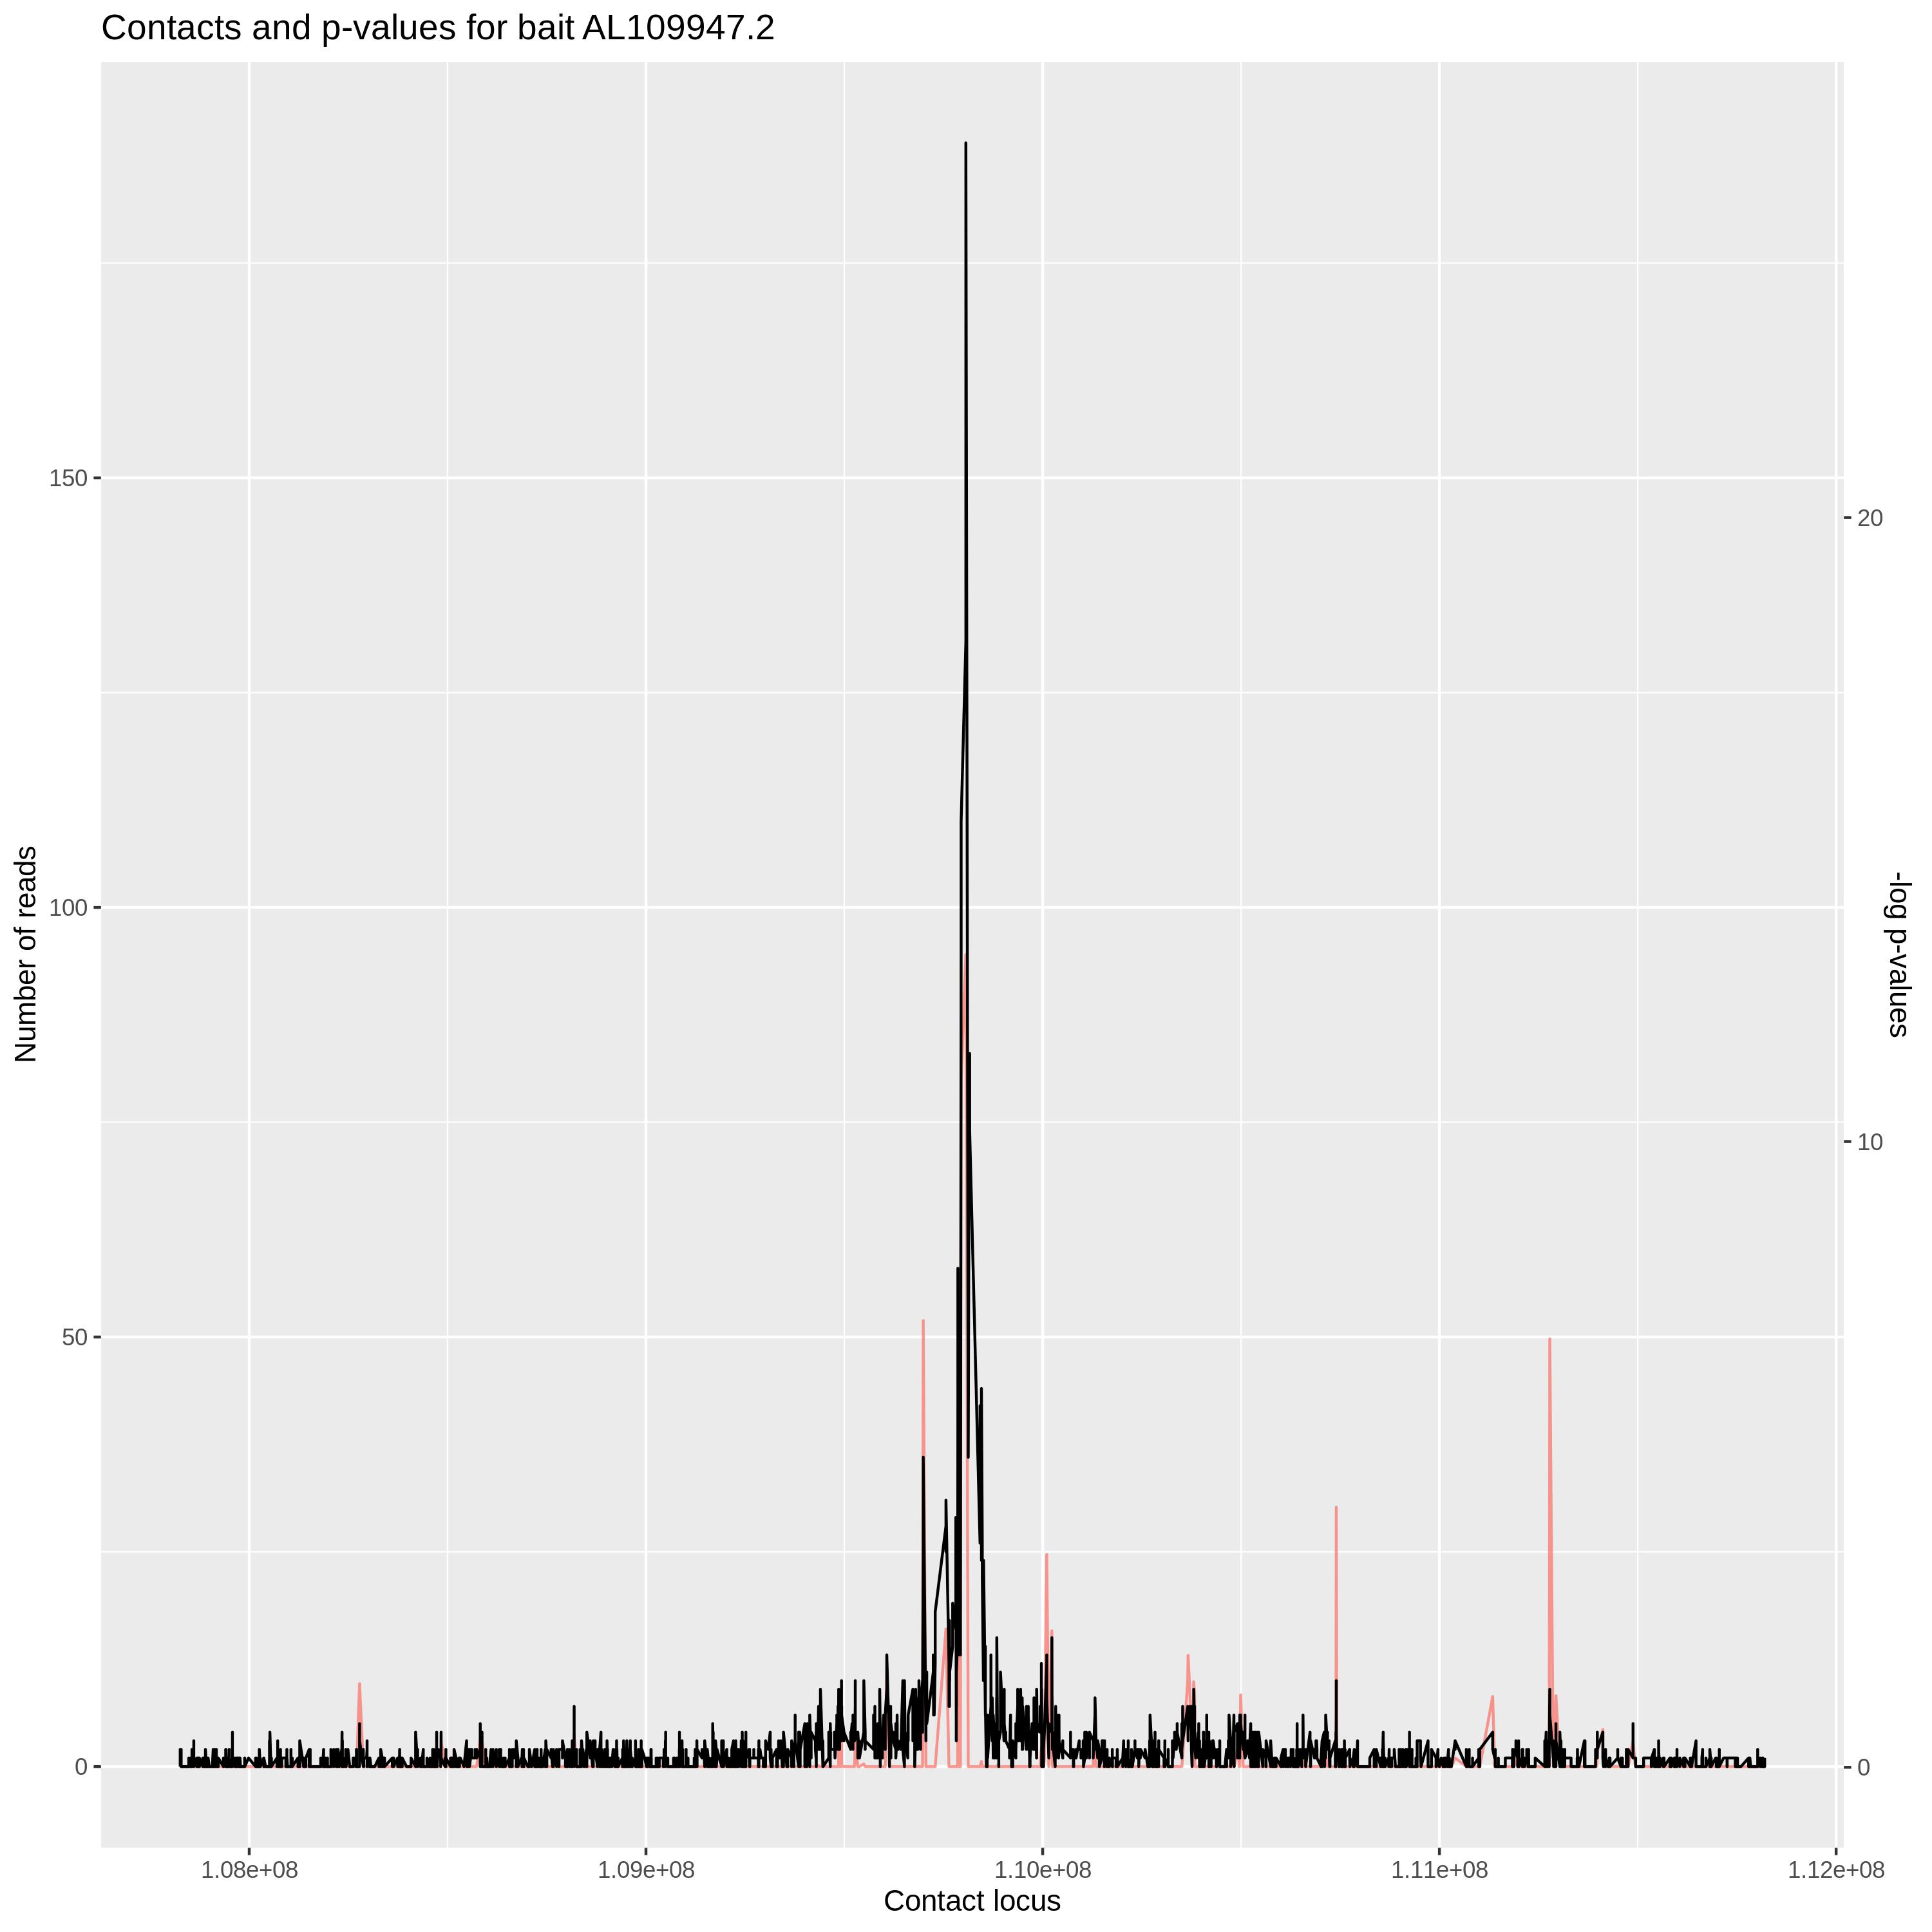 Contacts and p-values for bait AL109947.2
150
100
50
0
Number of reads
20
10
0
-log p-values
1.08e+08
1.09e+08
1.10e+08
1.11e+08
1.12e+08
Contact locus